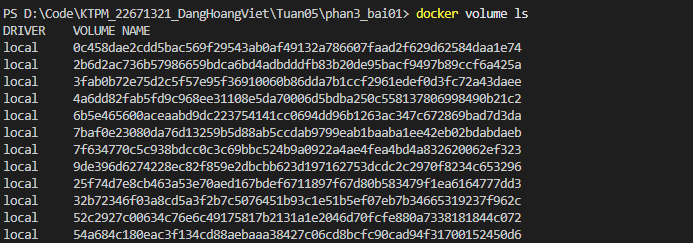 PS D:\Code\KTPM_22671321_DangHoangViet\Tuan05\phan3_bai01> docker volume ls
DRIVER    VOLUME NAME
local     0c458dae2cdd5bac569f29543ab0af49132a786607faad2f629d62584daa1e74
local     2b6d2ac736b57986659bdca6bd4adbdddfb83b20de95bacf9497b89ccf6a425a
local     3fab0b72e75d2c5f57e95f36910060b86dda7b1ccf2961edef0d3fc72a43daee
local     4a6dd82fab5fd9c968ee31108e5da70006d5bdba250c558137806998490b21c2
local     6b5e465600aceaabd9dc223754141cc0694dd96b1263ac347c672869bad7d3da
local     7baf0e23080da76d13259b5d88ab5ccdab9799eab1baaba1ee42eb02bdabdaeb
local     7f634770c5c938bdcc0c3c69bbc524b9a0922a4ae4fea4bd4a832620062ef323
local     9de396d6274228ec82f859e2dbcbb623d197162753dcdc2c2970f8234c653296
local     25f74d7e8cb463a53e70aed167bdef6711897f67d80b583479f1ea6164777dd3
local     32b72346f03a8cd5a3f2b7c5076451b93c1e51b5ef07eb7b34665319237f962c
local     52c2927c00634c76e6c49175817b2131a1e2046d70fcfe880a7338181844c072
local     54a684c180eac3f134cd88aebaaa38427c06cd8bcfc90cad94f31700152450d6